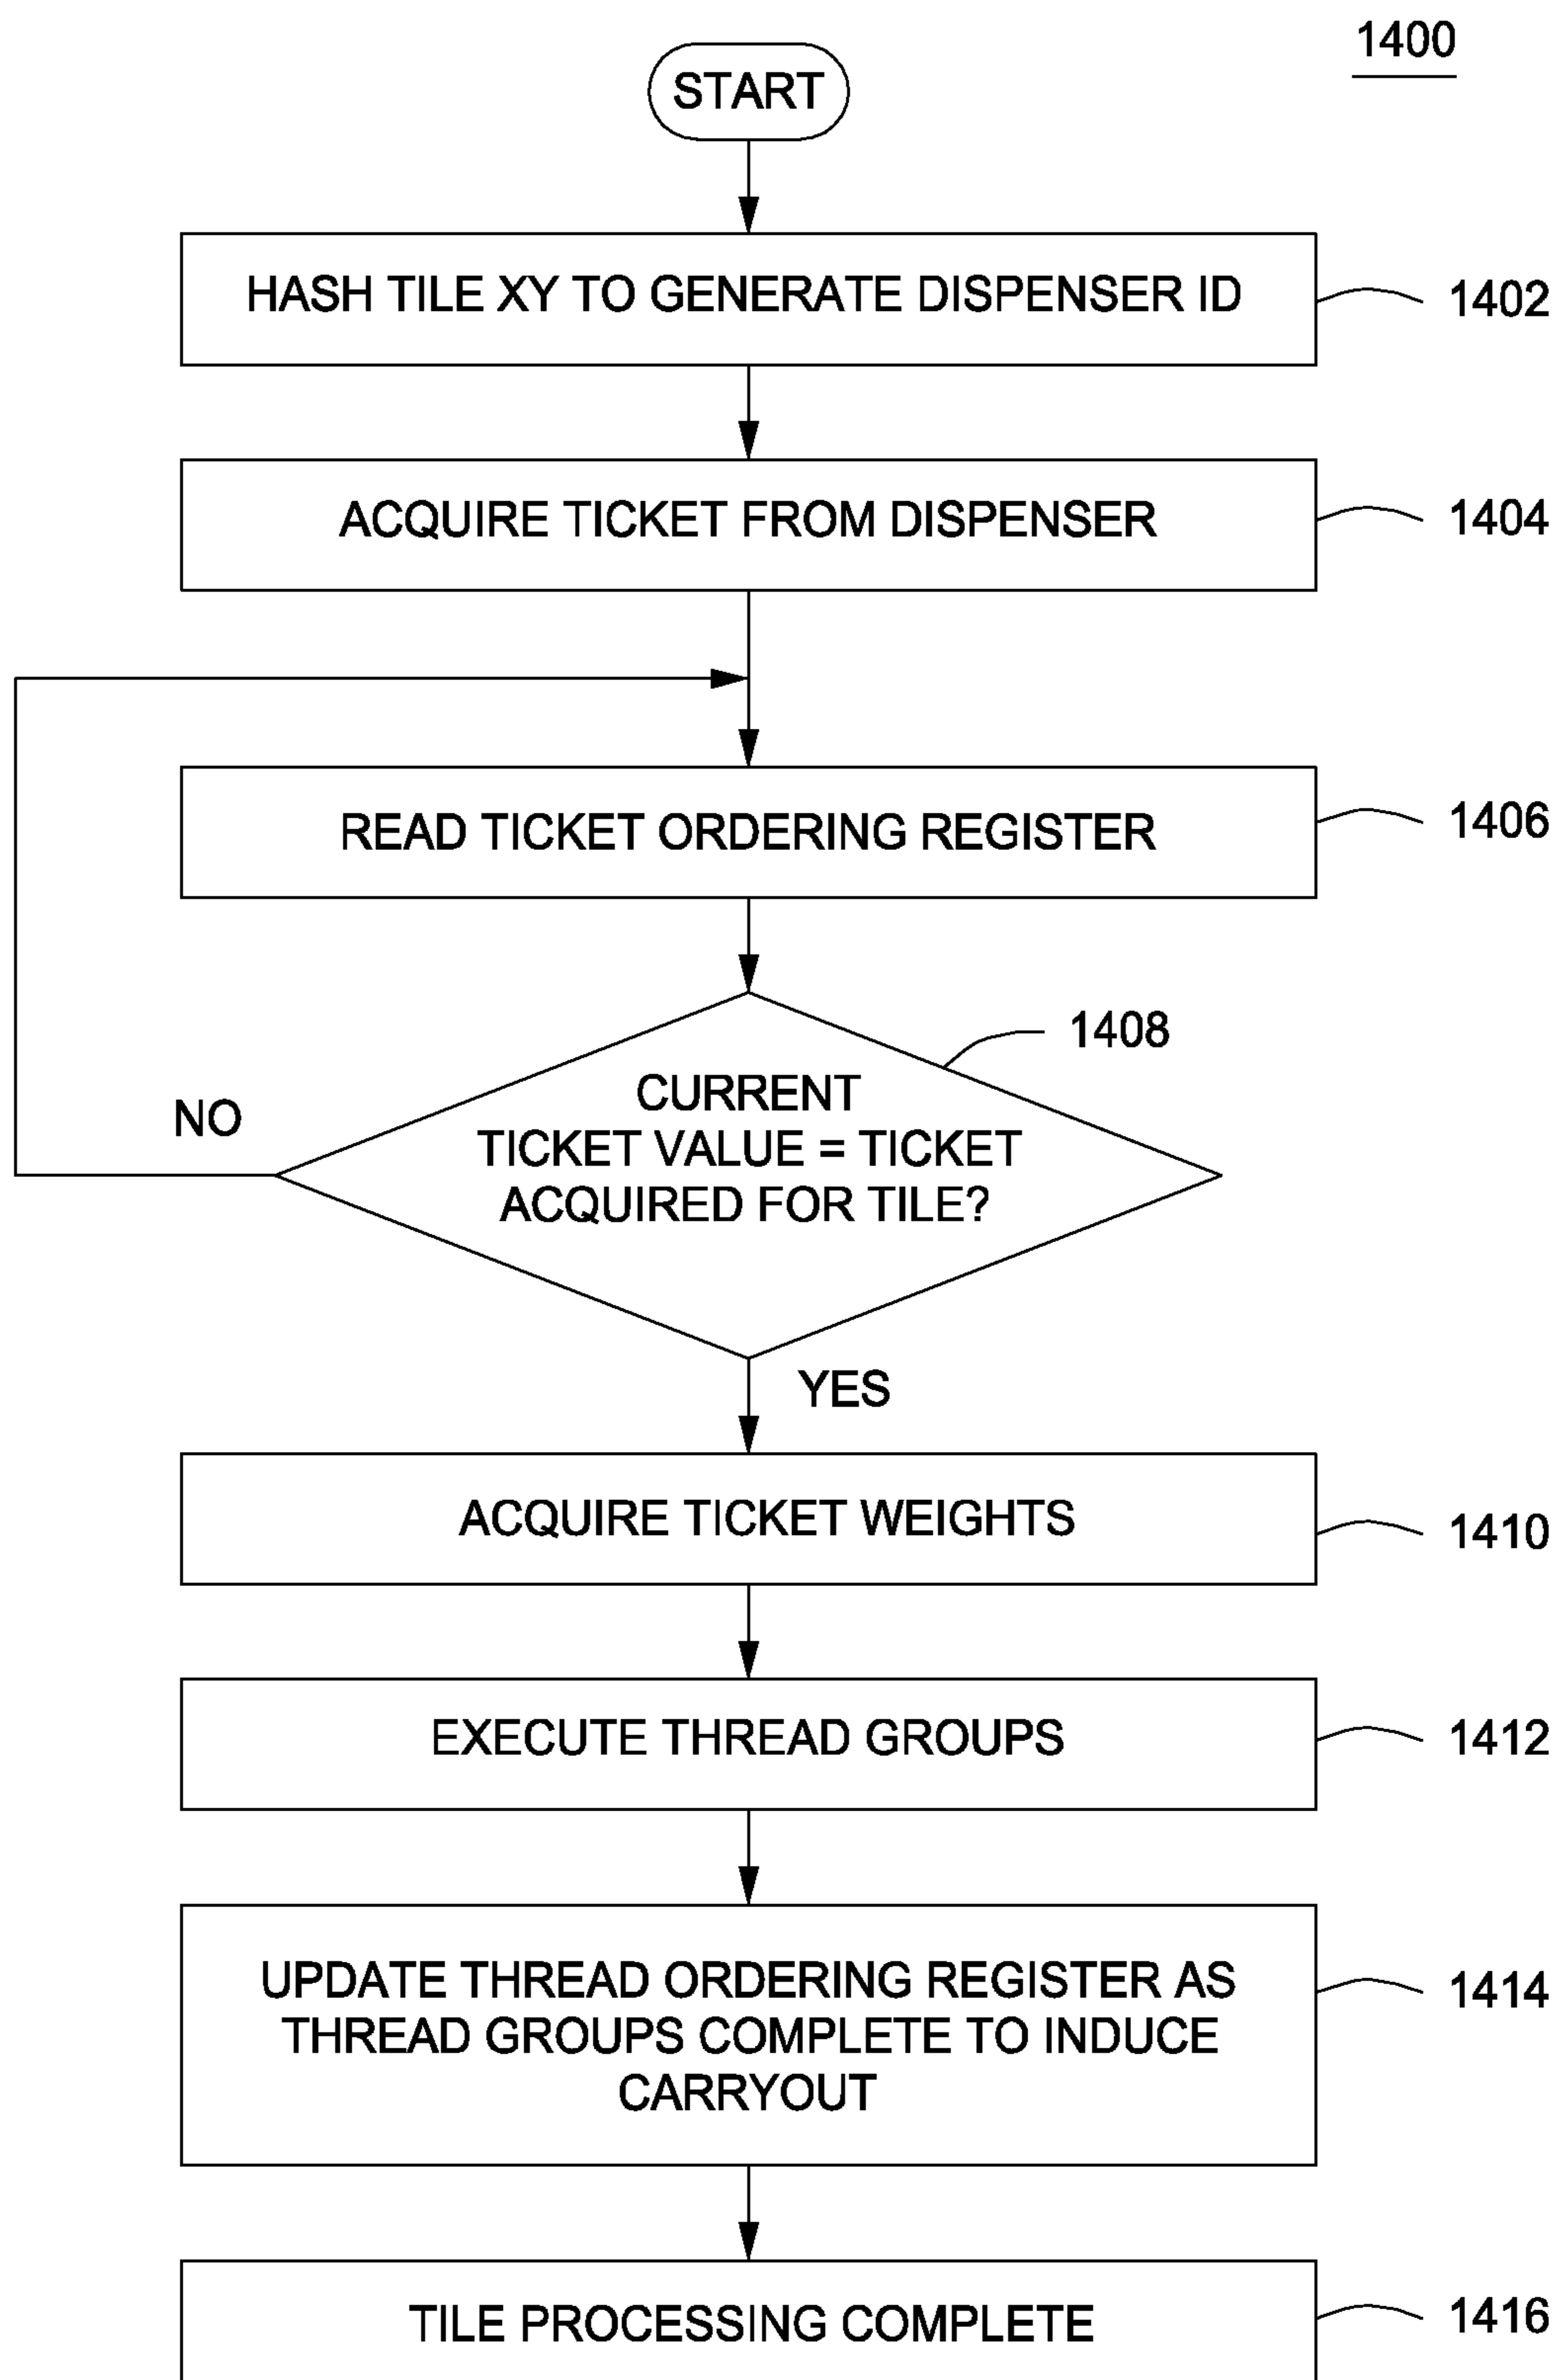 1400
START
HASH TILE XY TO GENERATE DISPENSER ID
1402
ACQUIRE TICKET FROM DISPENSER
1404
READ TICKET ORDERING REGISTER
1406
1408
CURRENT
TICKET VALUE = TICKET
ACQUIRED FOR TILE?
NO
YES
ACQUIRE TICKET WEIGHTS
1410
EXECUTE THREAD GROUPS
1412
UPDATE THREAD ORDERING REGISTER AS
THREAD GROUPS COMPLETE TO INDUCE
CARRYOUT
1414
TILE PROCESSING COMPLETE
1416